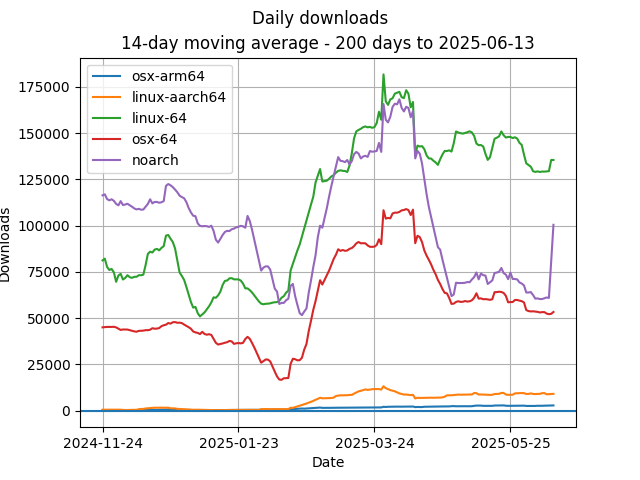 Daily downloads
14-day moving average - 200 days to 2025-06-13
osx-arm64
linux-aarch64
linux-64
osx-64
noarch
175000
150000
125000
100000
75000
50000
25000
0
Downloads
2024-11-24 2025-01-23 2025-03-24 2025-05-25
Date